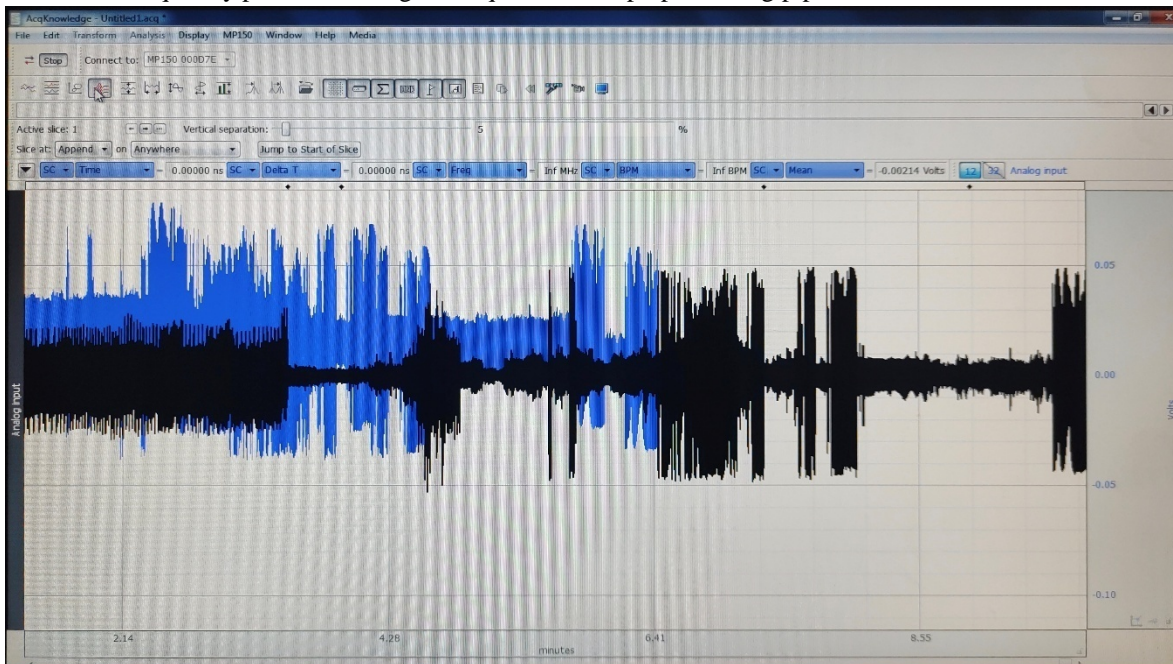 AcqKnowledge - Untitled1.acq *
File Edit Transform Analysis Display MP150 Window Help Media
Stop Connect to: MP150 000D7E
Active slice: 1 Vertical separation: 5 %
Slice at: Append on Anywhere Jump to Start of Slice
SC Time = 0.00000 ns SC Delta T = 0.00000 ns SC Freq = Inf MHz SC BPM = Inf BPM SC Mean = -0.00214 Volts 12 32 Analog input
0.05
0.00
Analog input
Volts
-0.05
-0.10
2.14 4.28 6.41 8.55
minutes